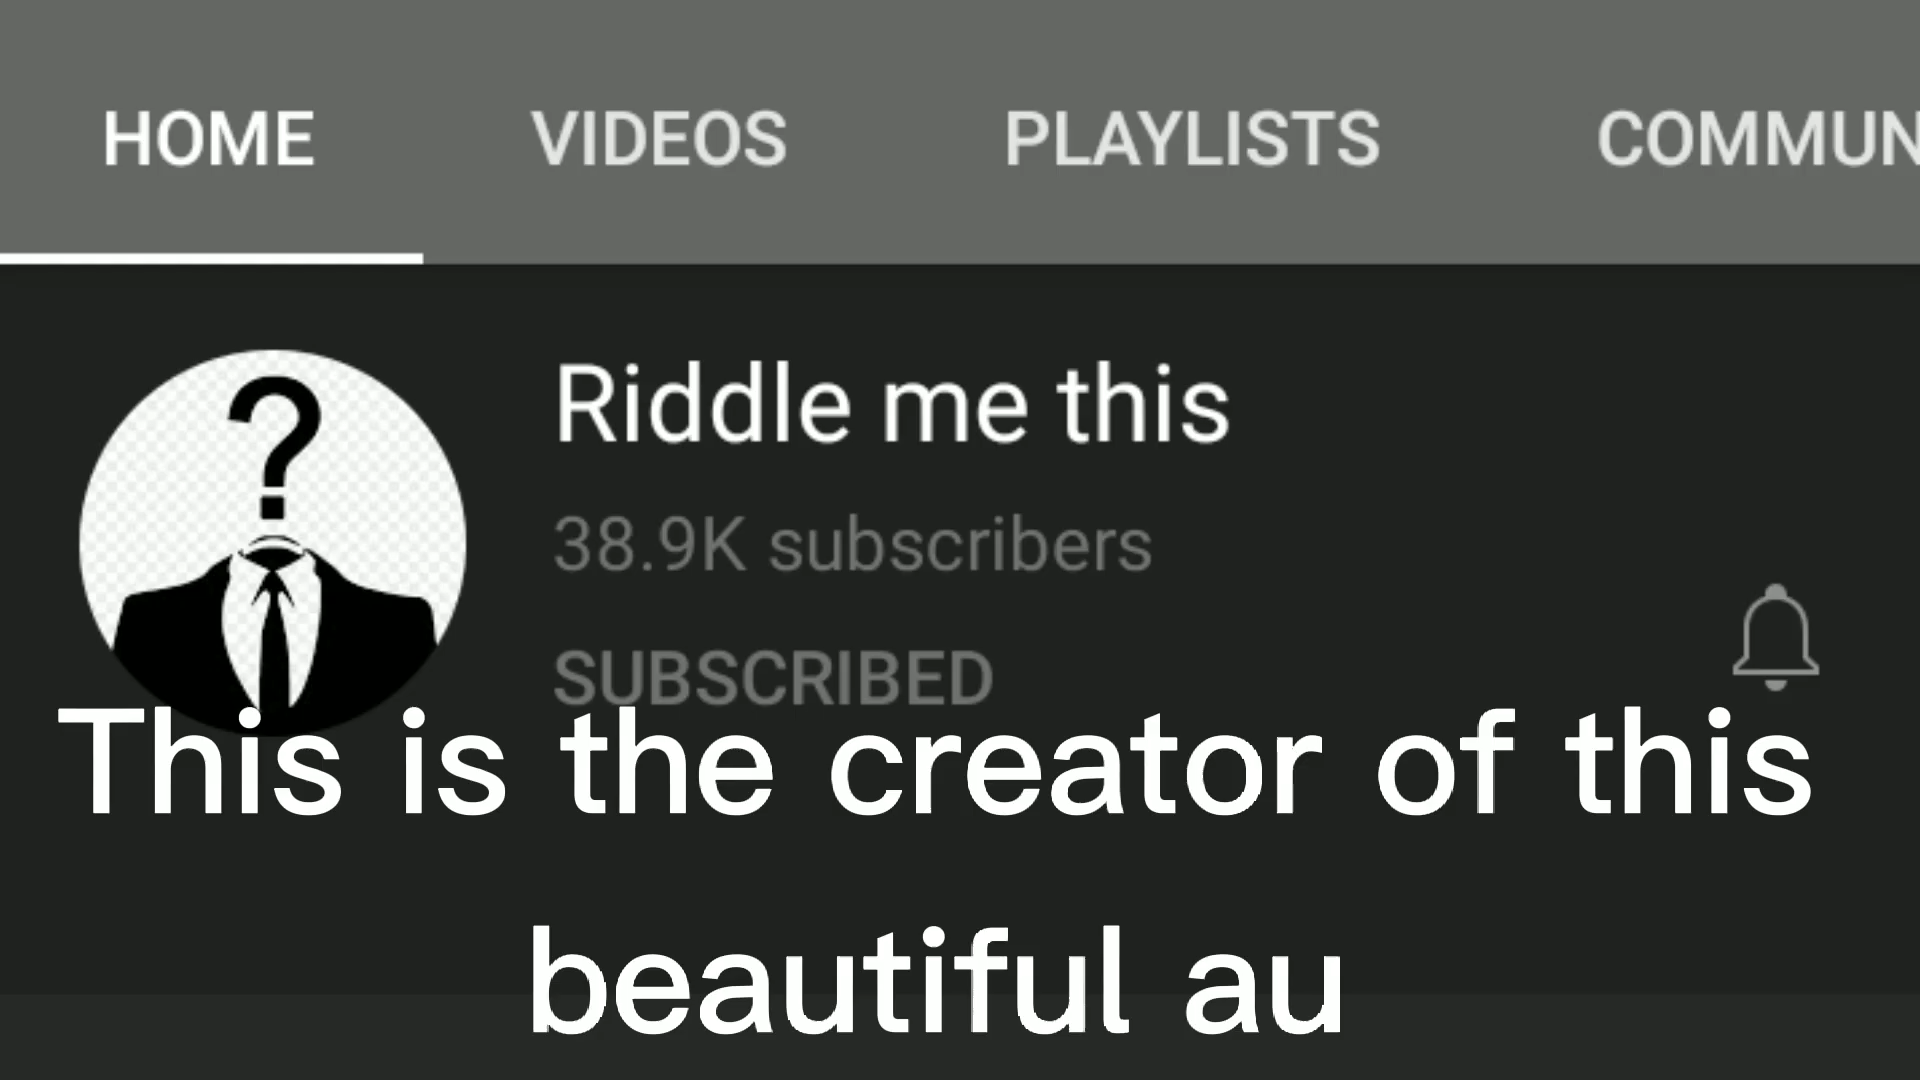 HOME VIDEOS PLAYLISTS COMMUN
Riddle me this
38.9K subscribers
SUBSCRIBED
This is the creator of this
beautiful au